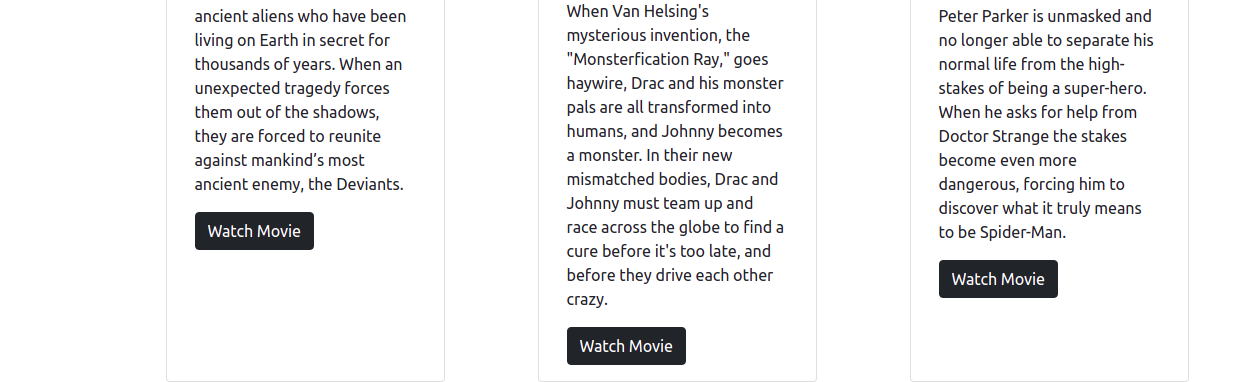 ancient aliens who have been
living on Earth in secret for
thousands of years. When an
unexpected tragedy forces
them out of the shadows,
they are forced to reunite
against mankind’s most
ancient enemy, the Deviants.
Watch Movie
When Van Helsing's
mysterious invention, the
"Monsterfication Ray," goes
haywire, Drac and his monster
pals are all transformed into
humans, and Johnny becomes
a monster. In their new
mismatched bodies, Drac and
Johnny must team up and
race across the globe to find a
cure before it's too late, and
before they drive each other
crazy.
Watch Movie
Peter Parker is unmasked and
no longer able to separate his
normal life from the high-
stakes of being a super-hero.
When he asks for help from
Doctor Strange the stakes
become even more
dangerous, forcing him to
discover what it truly means
to be Spider-Man.
Watch Movie